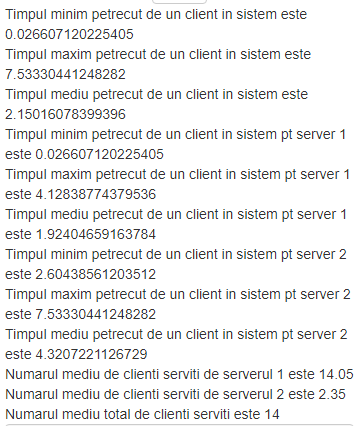 Timpul minim petrecut de un client in sistem este
0.026607120225405
Timpul maxim petrecut de un client in sistem este
7.53330441248282
Timpul mediu petrecut de un client in sistem este
2.15016078399396
Timpul minim petrecut de un client in sistem pt server 1
este 0.026607120225405
Timpul maxim petrecut de un client in sistem pt server 1
este 4.12838774379536
Timpul mediu petrecut de un client in sistem pt server 1
este 1.92404659163784
Timpul minim petrecut de un client in sistem pt server 2
este 2.60438561203512
Timpul maxim petrecut de un client in sistem pt server 2
este 7.53330441248282
Timpul mediu petrecut de un client in sistem pt server 2
este 4.3207221126729
Numarul mediu de clienti serviti de serverul 1 este 14.05
Numarul mediu de clienti serviti de serverul 2 este 2.35
Numarul mediu total de clienti serviti este 14